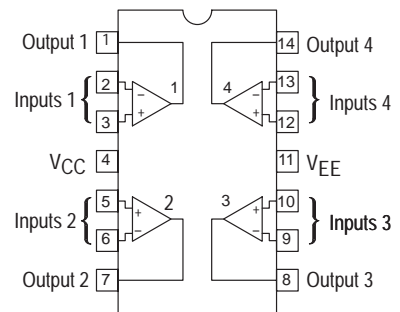 Output 1 1 14 Output 4
Inputs 1 2 − 1 4 − 13 Inputs 4
3 + + 12
VCC 4 11 VEE
Inputs 2 5 + 2 3 + 10 Inputs 3
6 − − 9
Output 2 7 8 Output 3